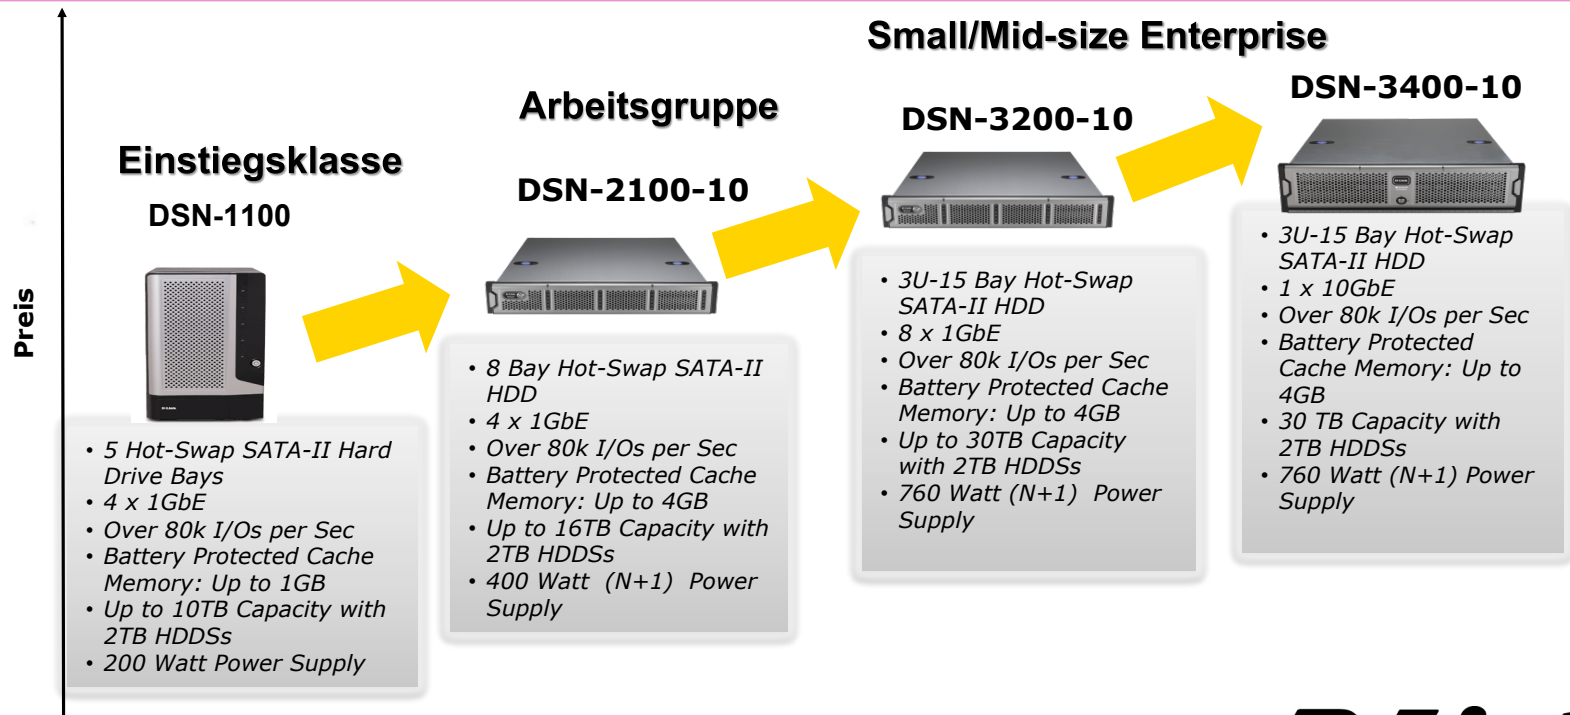 Small/Mid-size Enterprise
DSN-3400-10
Arbeitsgruppe
DSN-3200-10
Einstiegsklasse
DSN-2100-10
DSN-1100
Preis
• 5 Hot-Swap SATA-II Hard
Drive Bays
• 4 x 1GbE
• Over 80k I/Os per Sec
• Battery Protected Cache
Memory: Up to 1GB
• Up to 10TB Capacity with
2TB HDDSs
• 200 Watt Power Supply
• 8 Bay Hot-Swap SATA-II
HDD
• 4 x 1GbE
• Over 80k I/Os per Sec
• Battery Protected Cache
Memory: Up to 4GB
• Up to 16TB Capacity with
2TB HDDSs
• 400 Watt (N+1) Power
Supply
• 3U-15 Bay Hot-Swap
SATA-II HDD
• 8 x 1GbE
• Over 80k I/Os per Sec
• Battery Protected Cache
Memory: Up to 4GB
• Up to 30TB Capacity
with 2TB HDDSs
• 760 Watt (N+1) Power
Supply
• 3U-15 Bay Hot-Swap
SATA-II HDD
• 1 x 10GbE
• Over 80k I/Os per Sec
• Battery Protected
Cache Memory: Up to
4GB
• 30 TB Capacity with
2TB HDDSs
• 760 Watt (N+1) Power
Supply